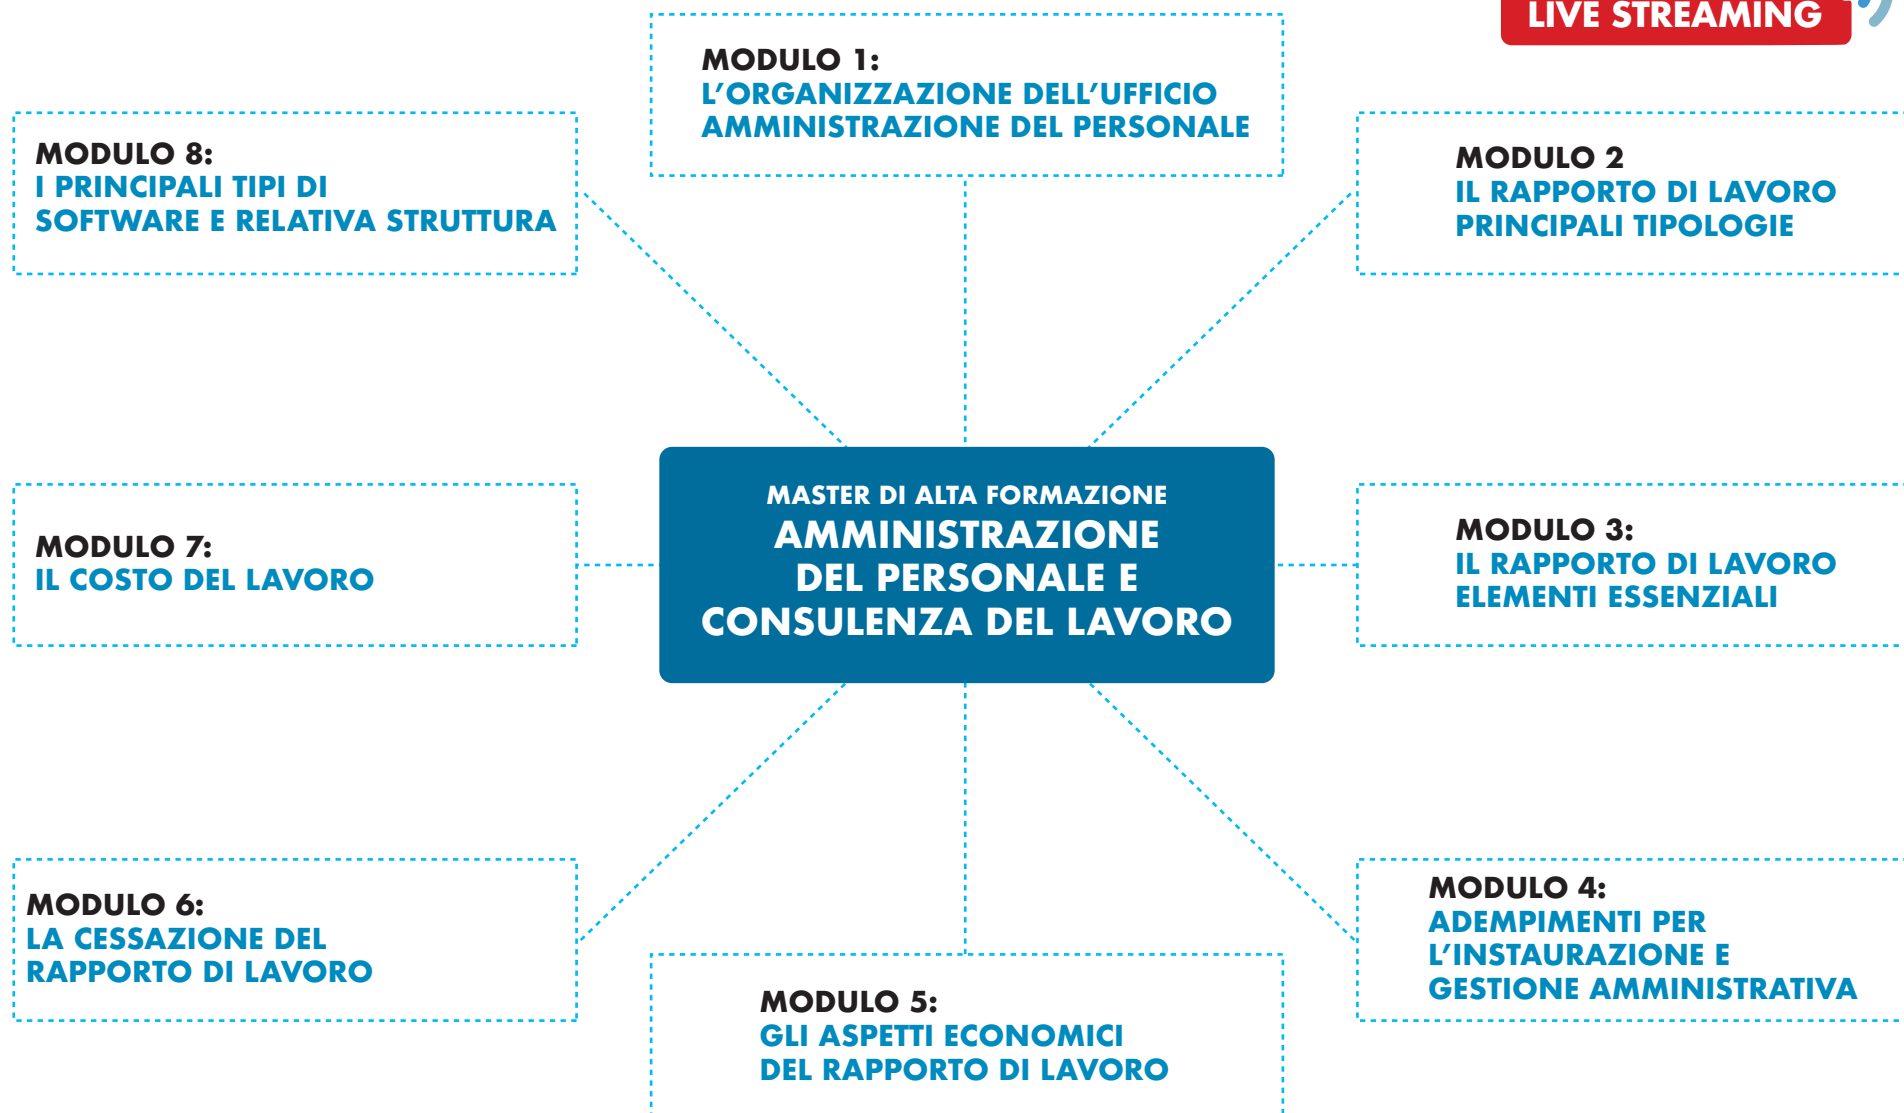 LIVE STREAMING
MODULO 1:
L’ORGANIZZAZIONE DELL’UFFICIO
AMMINISTRAZIONE DEL PERSONALE
MODULO 8:
I PRINCIPALI TIPI DI
SOFTWARE E RELATIVA STRUTTURA
MODULO 2
IL RAPPORTO DI LAVORO
PRINCIPALI TIPOLOGIE
MASTER DI ALTA FORMAZIONE
AMMINISTRAZIONE
DEL PERSONALE E
CONSULENZA DEL LAVORO
MODULO 7:
IL COSTO DEL LAVORO
MODULO 3:
IL RAPPORTO DI LAVORO
ELEMENTI ESSENZIALI
MODULO 6:
LA CESSAZIONE DEL
RAPPORTO DI LAVORO
MODULO 4:
ADEMPIMENTI PER
L’INSTAURAZIONE E
GESTIONE AMMINISTRATIVA
MODULO 5:
GLI ASPETTI ECONOMICI
DEL RAPPORTO DI LAVORO